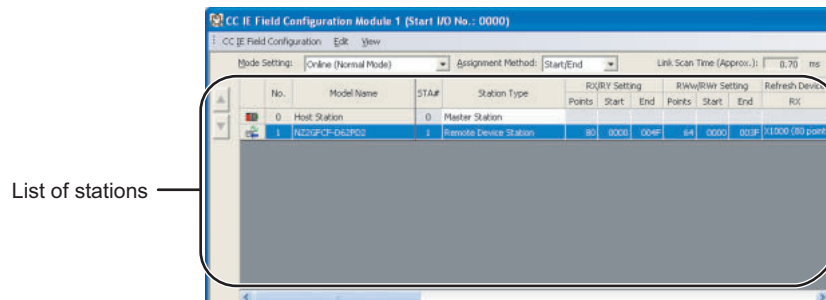 CC IE Field Configuration Module 1 (Start I/O No.: 0000)
CC IE Field Configuration Edit View
Mode Setting: Online (Normal Mode) Assignment Method: Start/End Link Scan Time (Approx.): 0.70 ms
No. Model Name STA# Station Type RX/RY Setting RWw/RWr Setting Refresh Device
Points Start End Points Start End RX
0 Host Station 0 Master Station
1 NZ2GFCF-D62PD2 1 Remote Device Station 80 0000 004F 64 0000 003F X1000 (80 point
List of stations